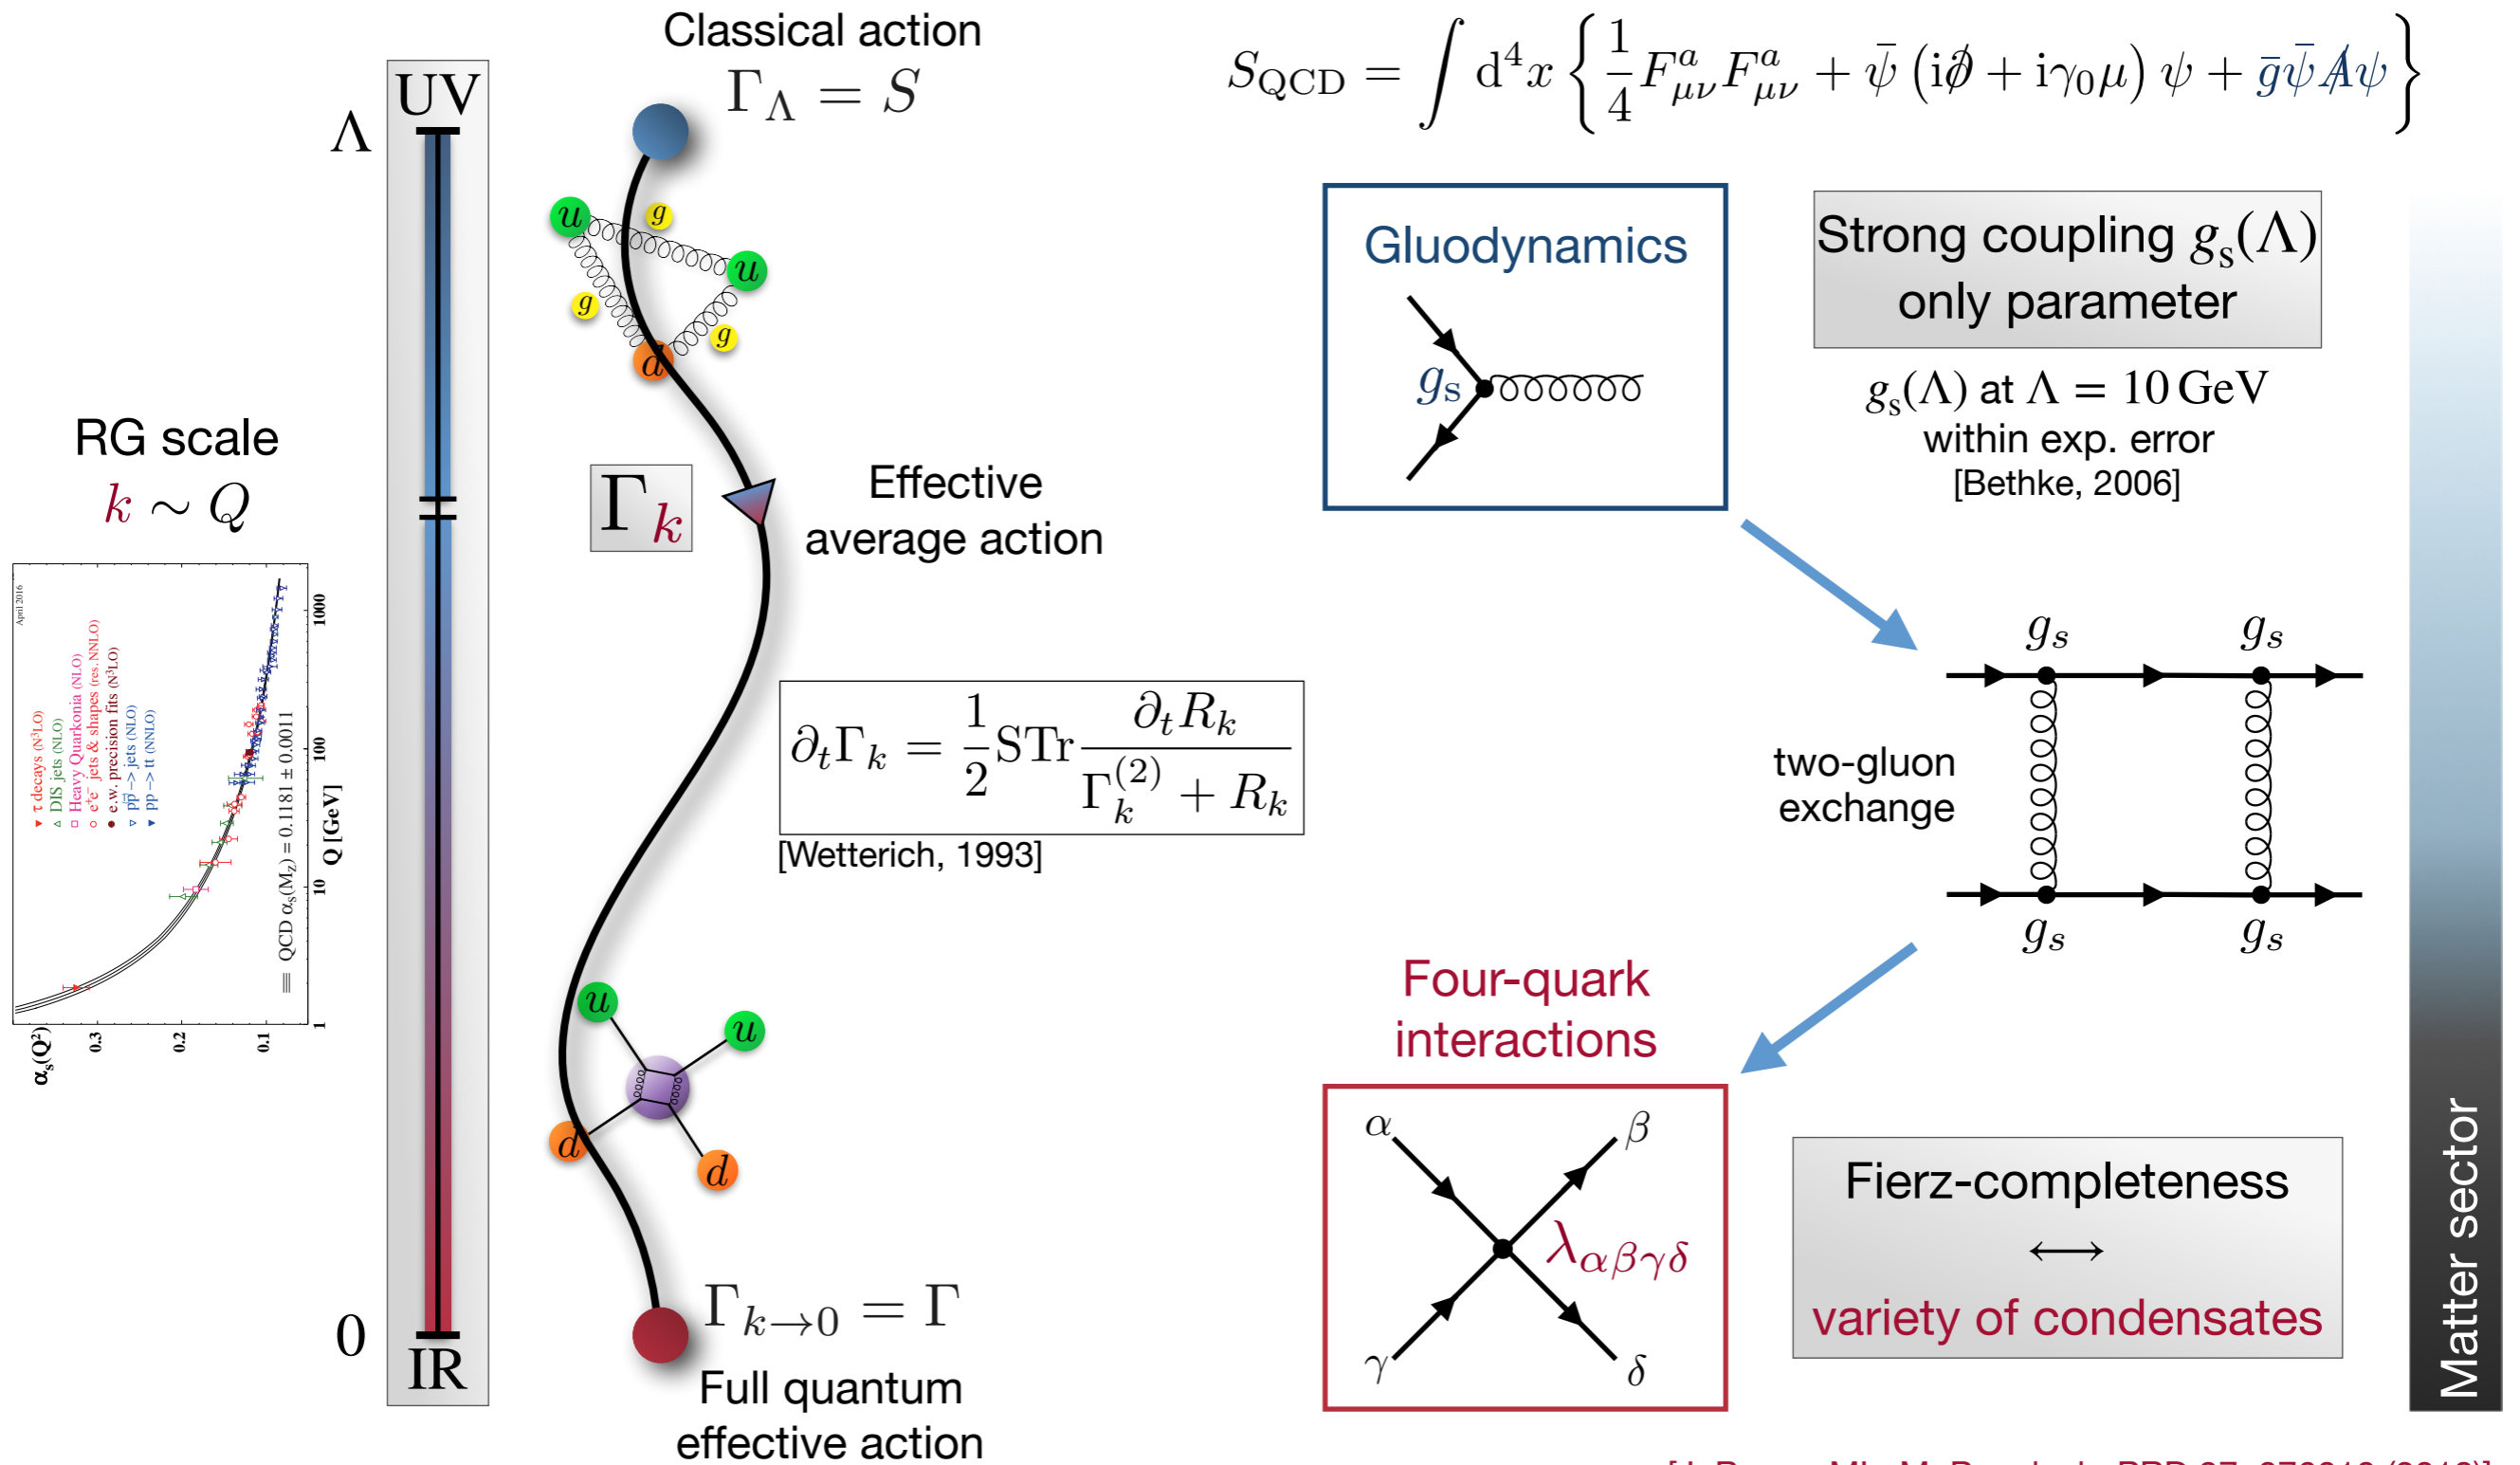 Classical action
Γ_Λ = S
S_QCD = ∫ d⁴x { 1/4 F^a_μν F^a_μν + ψ̄ (i∂̸ + iγ₀μ) ψ + ḡψ̄A̸ψ }
UV
Λ
u
g
u
g
g
d
Gluodynamics
g_s
Strong coupling g_s(Λ)
only parameter
g_s(Λ) at Λ = 10 GeV
within exp. error
[Bethke, 2006]
RG scale
k ∼ Q
Γ_k
Effective
average action
April 2016
α_s(Q²)
τ decays (N³LO)
DIS jets (NLO)
Heavy Quarkonia (NLO)
e⁺e⁻ jets & shapes (res. NNLO)
e.w. precision fits (N³LO)
pp̄ –> jets (NLO)
pp –> tt (NNLO)
0.3
0.2
0.1
QCD α_s(M_Z) = 0.1181 ± 0.0011
1
10
100
1000
Q [GeV]
∂_tΓ_k = 1/2 STr ∂_tR_k / (Γ_k^(2) + R_k)
[Wetterich, 1993]
g_s
g_s
two-gluon
exchange
g_s
g_s
u
u
d
d
Four-quark
interactions
α
β
λ_αβγδ
γ
δ
Fierz-completeness
⟷
variety of condensates
Matter sector
0
IR
Γ_k→0 = Γ
Full quantum
effective action